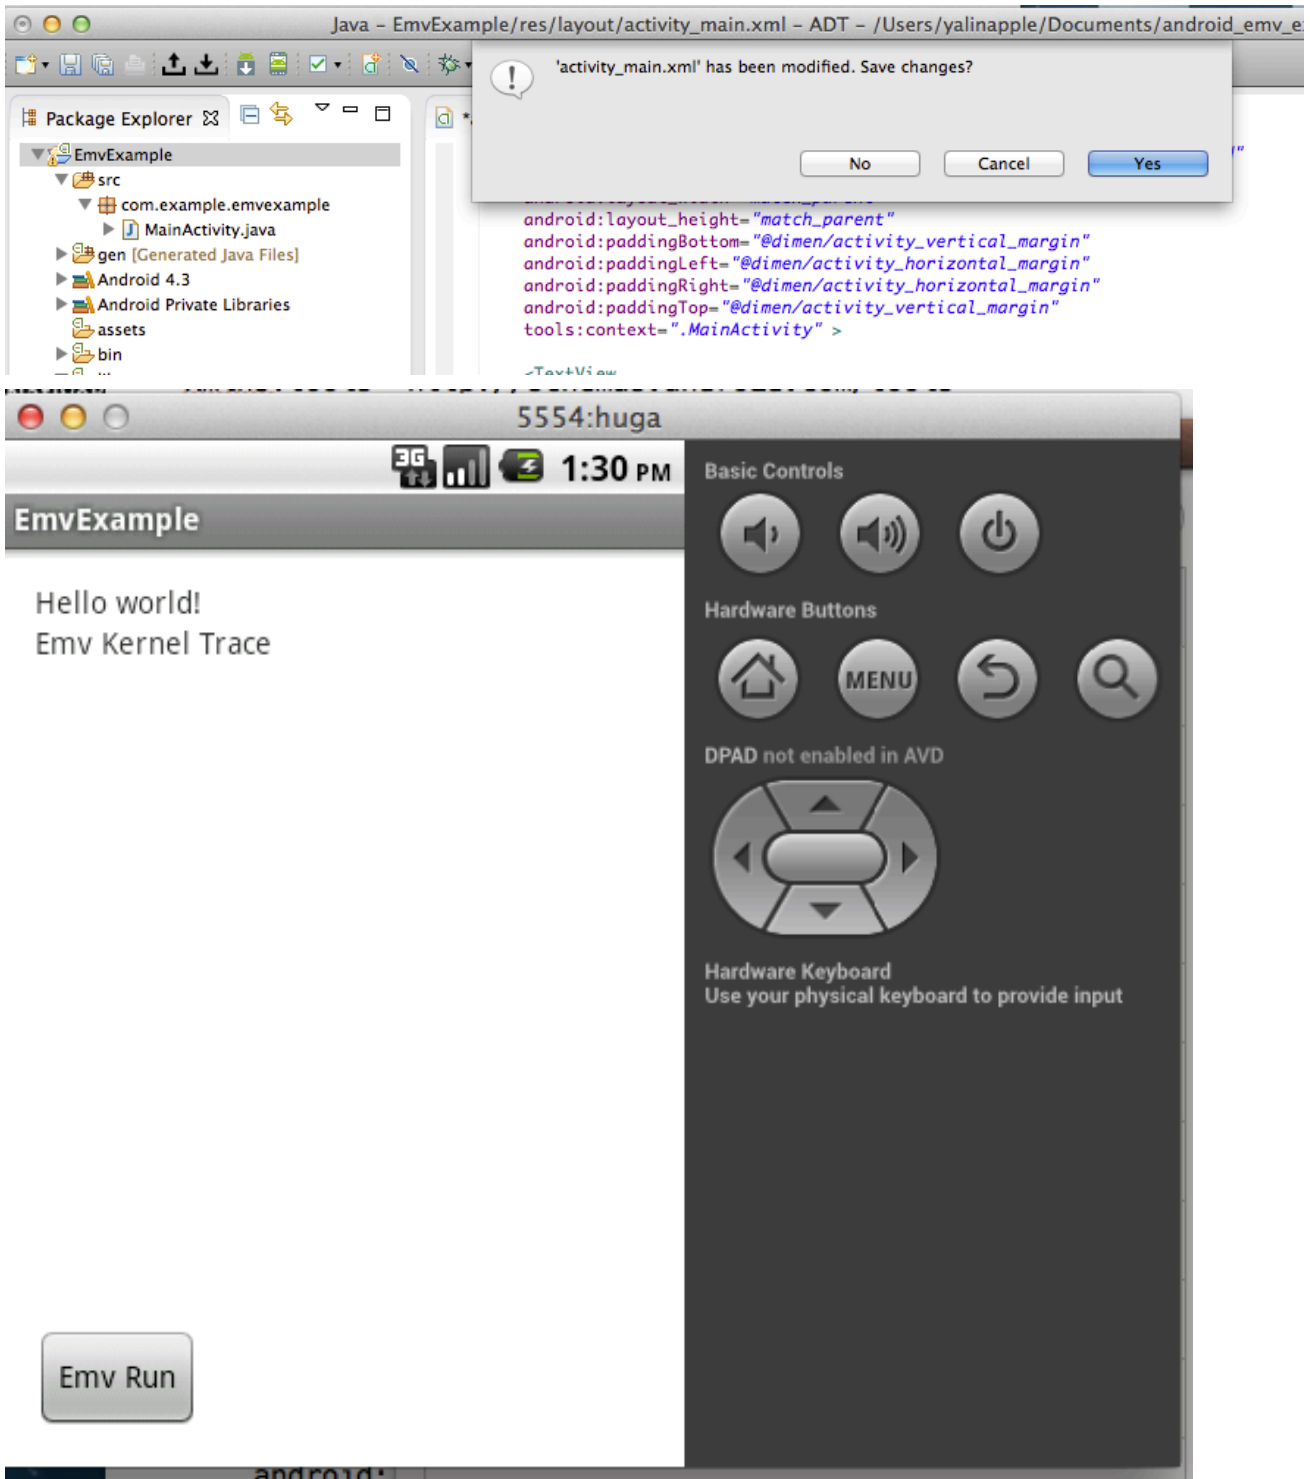 Java – EmvExample/res/layout/activity_main.xml – ADT – /Users/yalinapple/Documents/android_emv_e
'activity_main.xml' has been modified. Save changes?
No
Cancel
Yes
Package Explorer
EmvExample
src
com.example.emvexample
MainActivity.java
gen [Generated Java Files]
Android 4.3
Android Private Libraries
assets
bin
android:layout_height="match_parent"
android:paddingBottom="@dimen/activity_vertical_margin"
android:paddingLeft="@dimen/activity_horizontal_margin"
android:paddingRight="@dimen/activity_horizontal_margin"
android:paddingTop="@dimen/activity_vertical_margin"
tools:context=".MainActivity" >
<TextView
5554:huga
3G
1:30 PM
EmvExample
Hello world!
Emv Kernel Trace
Emv Run
Basic Controls
Hardware Buttons
MENU
DPAD not enabled in AVD
Hardware Keyboard
Use your physical keyboard to provide input
android: